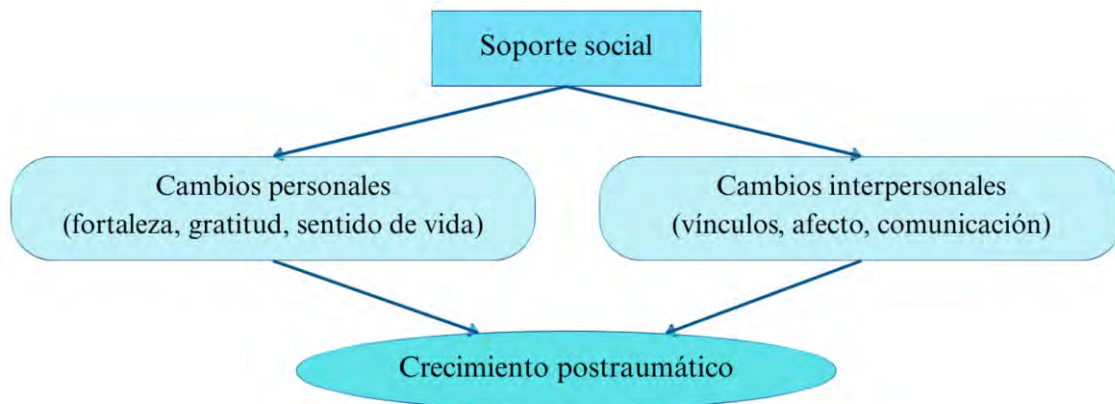 Soporte social
Cambios personales
(fortaleza, gratitud, sentido de vida)
Cambios interpersonales
(vínculos, afecto, comunicación)
Crecimiento postraumático